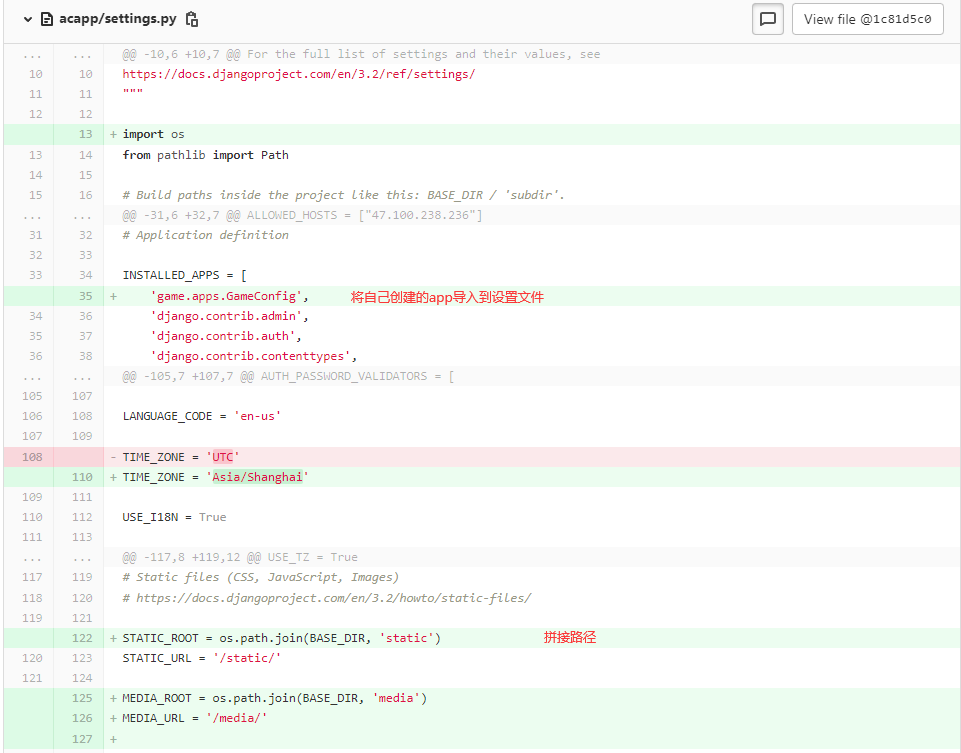 acapp/settings.py View file @1c81d5c0
... ... @@ -10,6 +10,7 @@ For the full list of settings and their values, see
10 10 https://docs.djangoproject.com/en/3.2/ref/settings/
11 11 """
12 12
13 + import os
13 14 from pathlib import Path
14 15
15 16 # Build paths inside the project like this: BASE_DIR / 'subdir'.
... ... @@ -31,6 +32,7 @@ ALLOWED_HOSTS = ["47.100.238.236"]
31 32 # Application definition
32 33
33 34 INSTALLED_APPS = [
35 + 'game.apps.GameConfig', 将自己创建的app导入到设置文件
34 36 'django.contrib.admin',
35 37 'django.contrib.auth',
36 38 'django.contrib.contenttypes',
... ... @@ -105,7 +107,7 @@ AUTH_PASSWORD_VALIDATORS = [
105 107
106 108 LANGUAGE_CODE = 'en-us'
107 109
108 - TIME_ZONE = 'UTC'
110 + TIME_ZONE = 'Asia/Shanghai'
109 111
110 112 USE_I18N = True
111 113
... ... @@ -117,8 +119,12 @@ USE_TZ = True
117 119 # Static files (CSS, JavaScript, Images)
118 120 # https://docs.djangoproject.com/en/3.2/howto/static-files/
119 121
122 + STATIC_ROOT = os.path.join(BASE_DIR, 'static') 拼接路径
120 123 STATIC_URL = '/static/'
121 124
125 + MEDIA_ROOT = os.path.join(BASE_DIR, 'media')
126 + MEDIA_URL = '/media/'
127 +